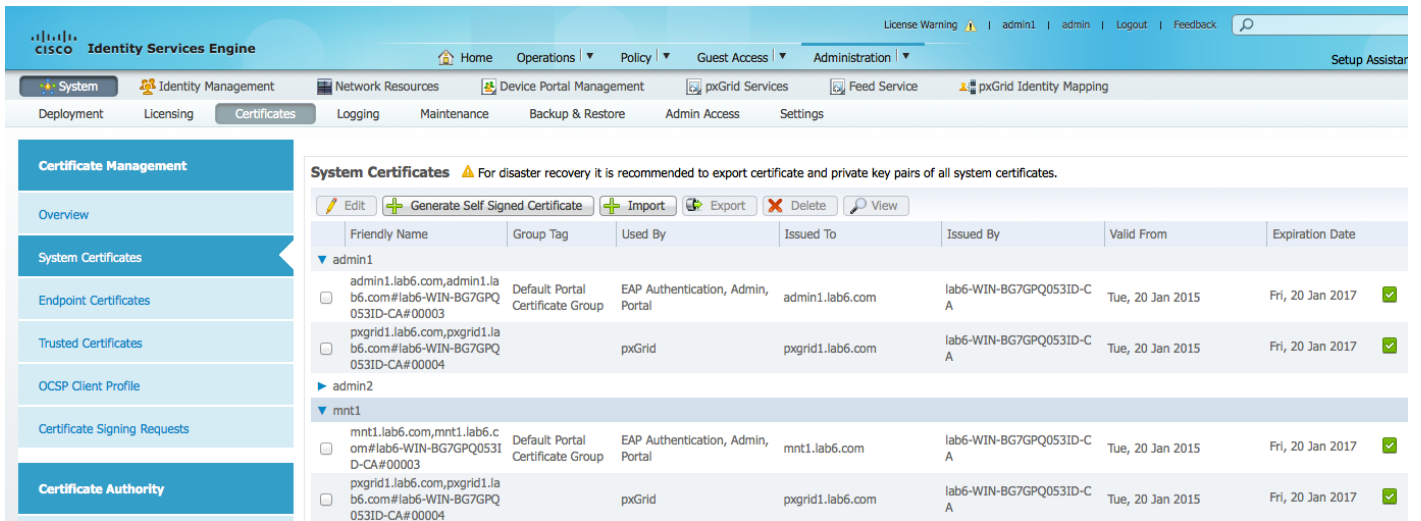 License Warning | admin1 | admin | Logout | Feedback
CISCO Identity Services Engine
Home Operations Policy Guest Access Administration Setup Assistan
System Identity Management Network Resources Device Portal Management pxGrid Services Feed Service pxGrid Identity Mapping
Deployment Licensing Certificates Logging Maintenance Backup & Restore Admin Access Settings
Certificate Management
Overview
System Certificates
Endpoint Certificates
Trusted Certificates
OCSP Client Profile
Certificate Signing Requests
Certificate Authority
System Certificates For disaster recovery it is recommended to export certificate and private key pairs of all system certificates.
Edit Generate Self Signed Certificate Import Export Delete View
Friendly Name Group Tag Used By Issued To Issued By Valid From Expiration Date
admin1
admin1.lab6.com,admin1.la
b6.com#lab6-WIN-BG7GPQ
053ID-CA#00003
Default Portal
Certificate Group
EAP Authentication, Admin,
Portal
admin1.lab6.com
lab6-WIN-BG7GPQ053ID-C
A
Tue, 20 Jan 2015
Fri, 20 Jan 2017
pxgrid1.lab6.com,pxgrid1.la
b6.com#lab6-WIN-BG7GPQ
053ID-CA#00004
pxGrid
pxgrid1.lab6.com
lab6-WIN-BG7GPQ053ID-C
A
Tue, 20 Jan 2015
Fri, 20 Jan 2017
admin2
mnt1
mnt1.lab6.com,mnt1.lab6.c
om#lab6-WIN-BG7GPQ053I
D-CA#00003
Default Portal
Certificate Group
EAP Authentication, Admin,
Portal
mnt1.lab6.com
lab6-WIN-BG7GPQ053ID-C
A
Tue, 20 Jan 2015
Fri, 20 Jan 2017
pxgrid1.lab6.com,pxgrid1.la
b6.com#lab6-WIN-BG7GPQ
053ID-CA#00004
pxGrid
pxgrid1.lab6.com
lab6-WIN-BG7GPQ053ID-C
A
Tue, 20 Jan 2015
Fri, 20 Jan 2017